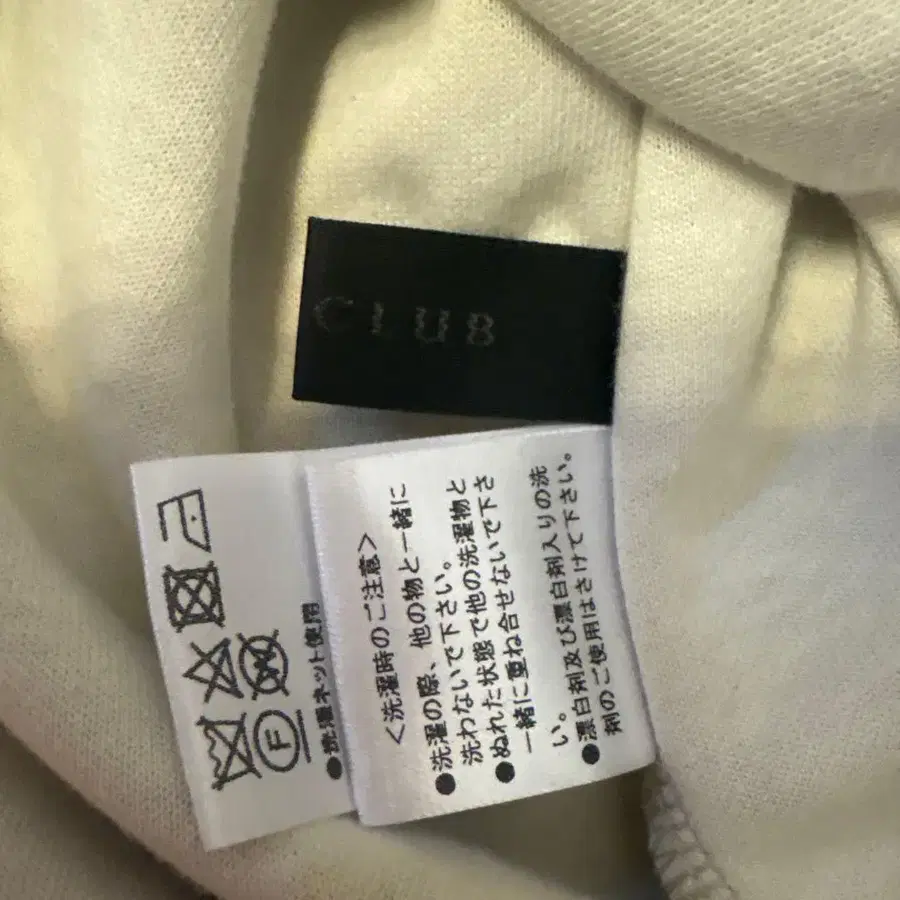 CLUB
Ⓕ
●洗濯ネット使用
<洗濯時のご注意>
●洗濯の際、他の物と一緒に
洗わないで下さい。
●ぬれた状態で他の洗濯物と
一緒に重ね合せないで下さ
い。
●漂白剤及び漂白剤入りの洗
剤のご使用はさけて下さい。